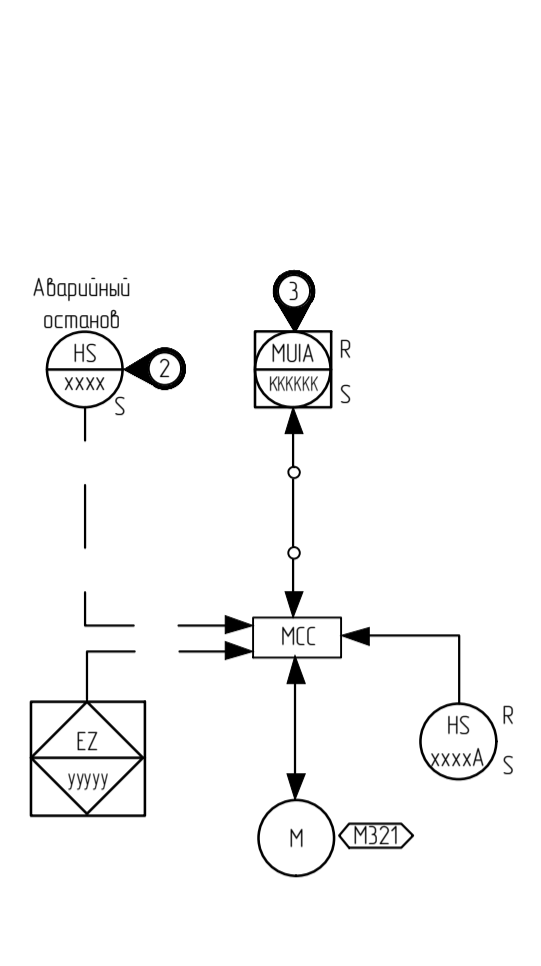 Аварийный
останов
3
HS
xxxx
S
2
MUIA
KKKKKK
R
S
MCC
EZ
yyyyy
HS
xxxxA
R
S
M
M321